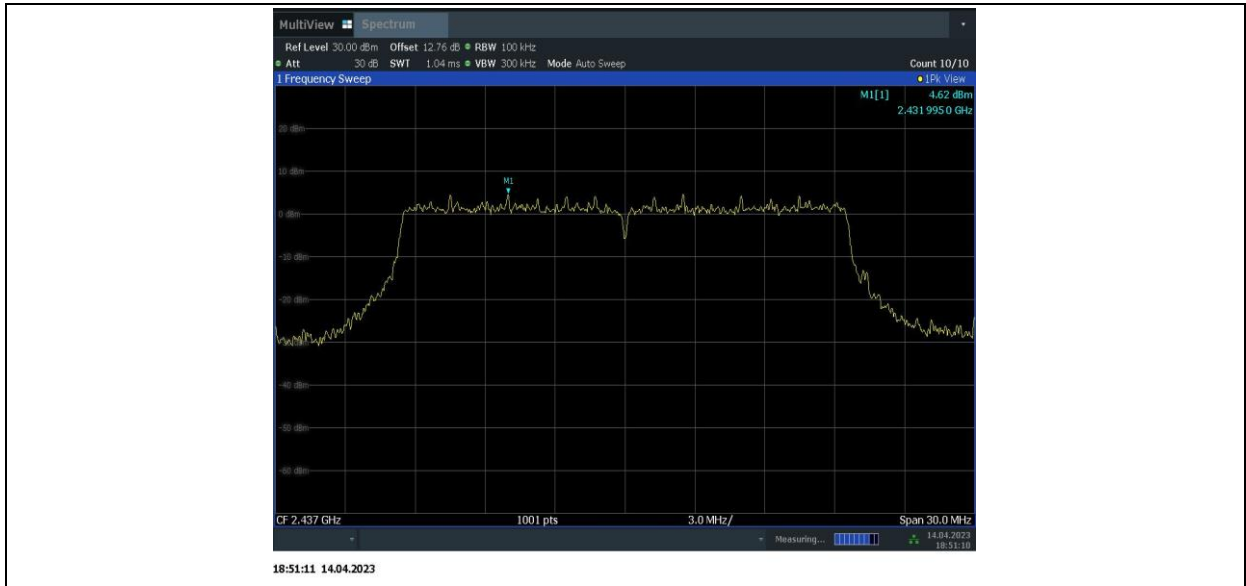 MultiView Spectrum
Ref Level 30.00 dBm Offset 12.76 dB RBW 100 kHz
Att 30 dB SWT 1.04 ms VBW 300 kHz Mode Auto Sweep Count 10/10
1 Frequency Sweep 1Pk View
M1[1] 4.62 dBm
2.431 995 0 GHz
20 dBm
10 dBm
M1
0 dBm
-10 dBm
-20 dBm
-40 dBm
-50 dBm
-60 dBm
CF 2.437 GHz 1001 pts 3.0 MHz/ Span 30.0 MHz
Measuring... 14.04.2023
18:51:10
18:51:11 14.04.2023